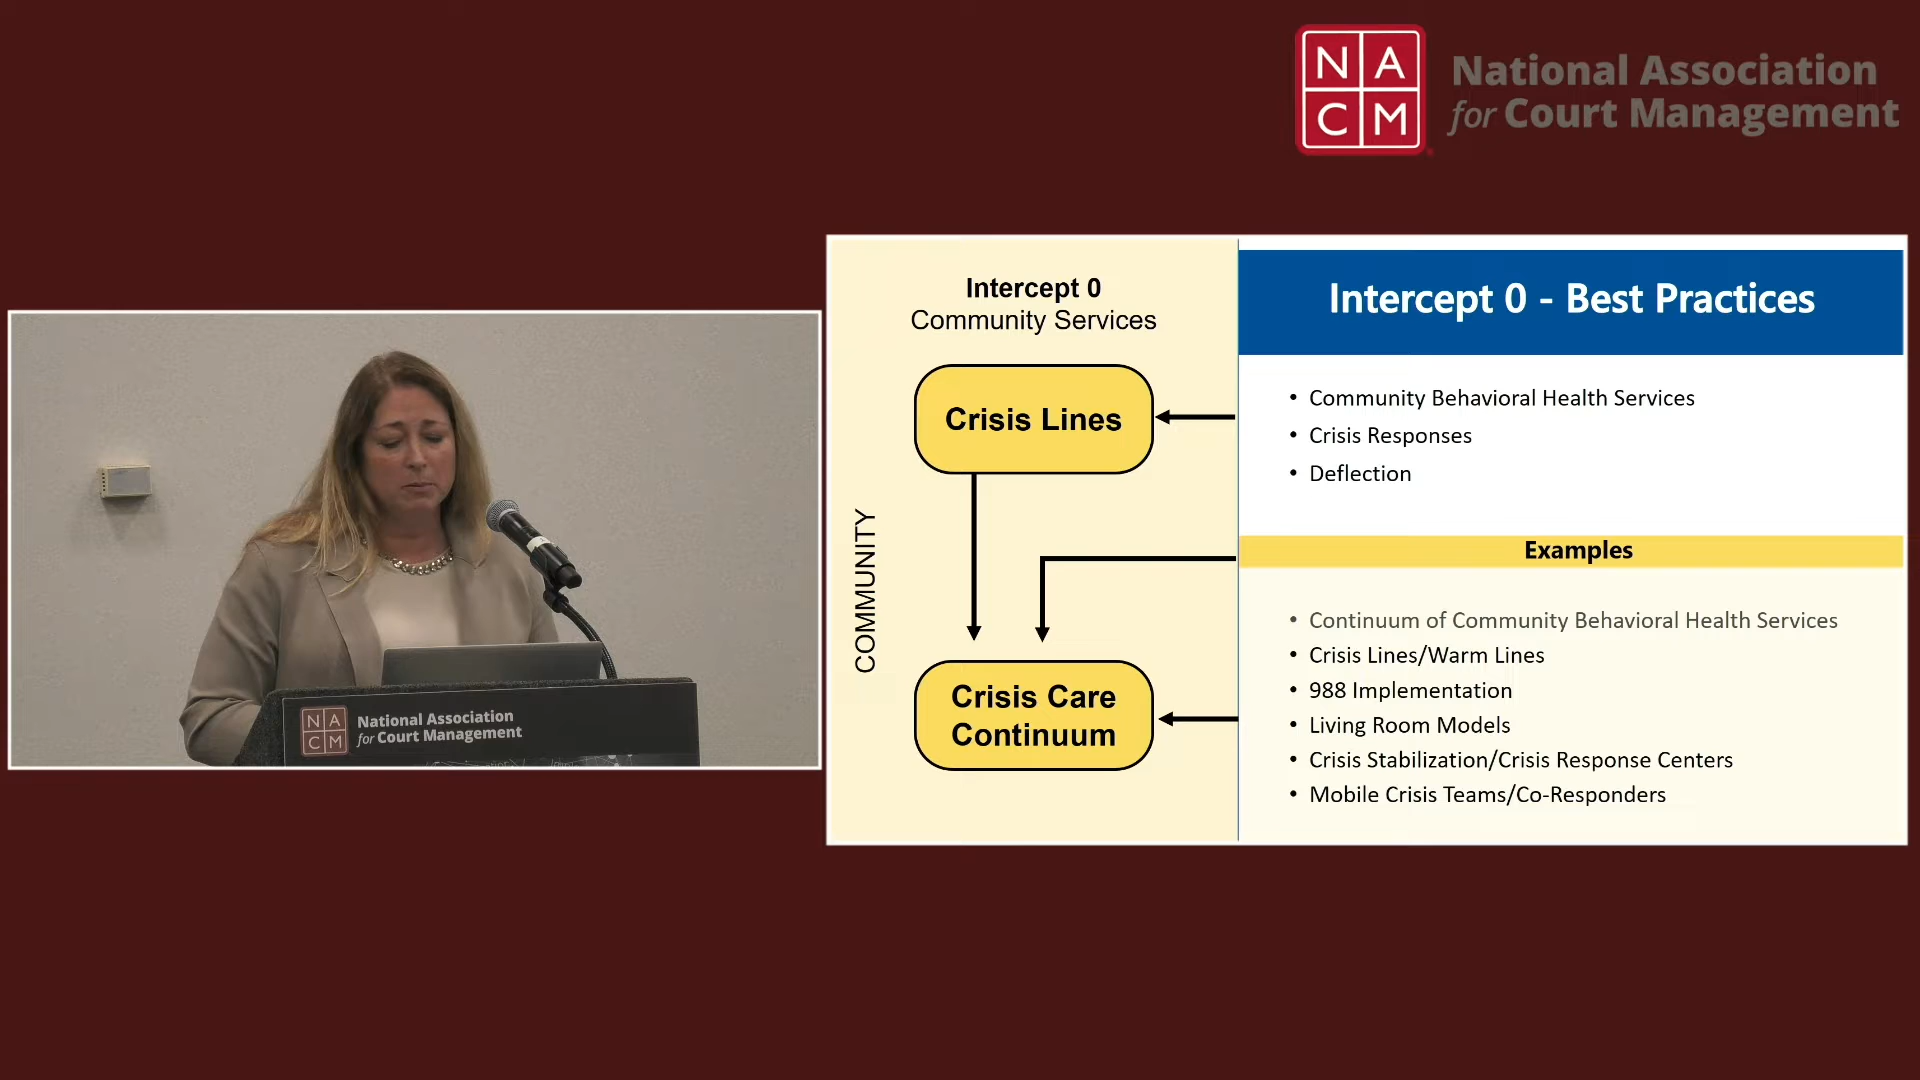 NACM
National Association
for Court Management
Intercept 0
Community Services
Crisis Lines
COMMUNITY
Crisis Care
Continuum
Intercept 0 - Best Practices
• Community Behavioral Health Services
• Crisis Responses
• Deflection
Examples
• Continuum of Community Behavioral Health Services
• Crisis Lines/Warm Lines
• 988 Implementation
• Living Room Models
• Crisis Stabilization/Crisis Response Centers
• Mobile Crisis Teams/Co-Responders
NACM
National Association
for Court Management